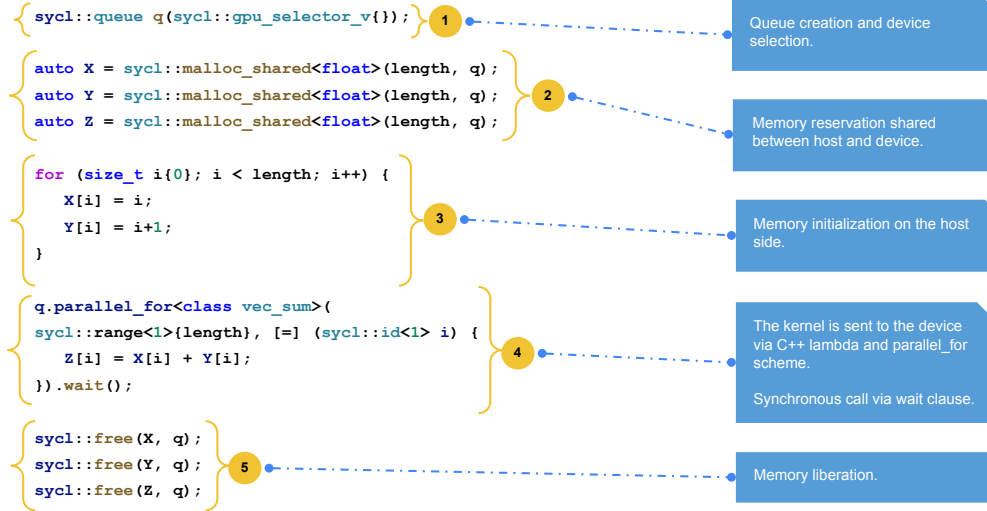 sycl::queue q(sycl::gpu_selector_v{});
1
Queue creation and device
selection.
auto X = sycl::malloc_shared<float>(length, q);
auto Y = sycl::malloc_shared<float>(length, q);
auto Z = sycl::malloc_shared<float>(length, q);
2
Memory reservation shared
between host and device.
for (size_t i{0}; i < length; i++) {
X[i] = i;
Y[i] = i+1;
}
3
Memory initialization on the host
side.
q.parallel_for<class vec_sum>(
sycl::range<1>{length}, [=] (sycl::id<1> i) {
Z[i] = X[i] + Y[i];
}).wait();
4
The kernel is sent to the device
via C++ lambda and parallel_for
scheme.
Synchronous call via wait clause.
sycl::free(X, q);
sycl::free(Y, q);
sycl::free(Z, q);
5
Memory liberation.